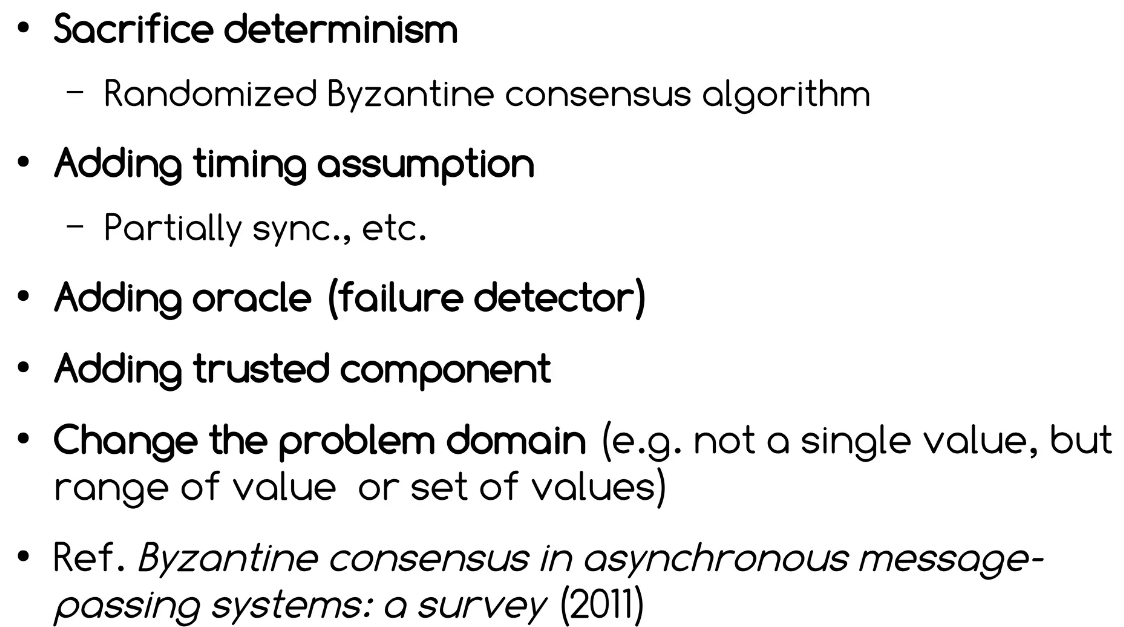 • Sacrifice determinism
– Randomized Byzantine consensus algorithm
• Adding timing assumption
– Partially sync., etc.
• Adding oracle (failure detector)
• Adding trusted component
• Change the problem domain (e.g. not a single value, but
range of value or set of values)
• Ref. Byzantine consensus in asynchronous message-
passing systems: a survey (2011)